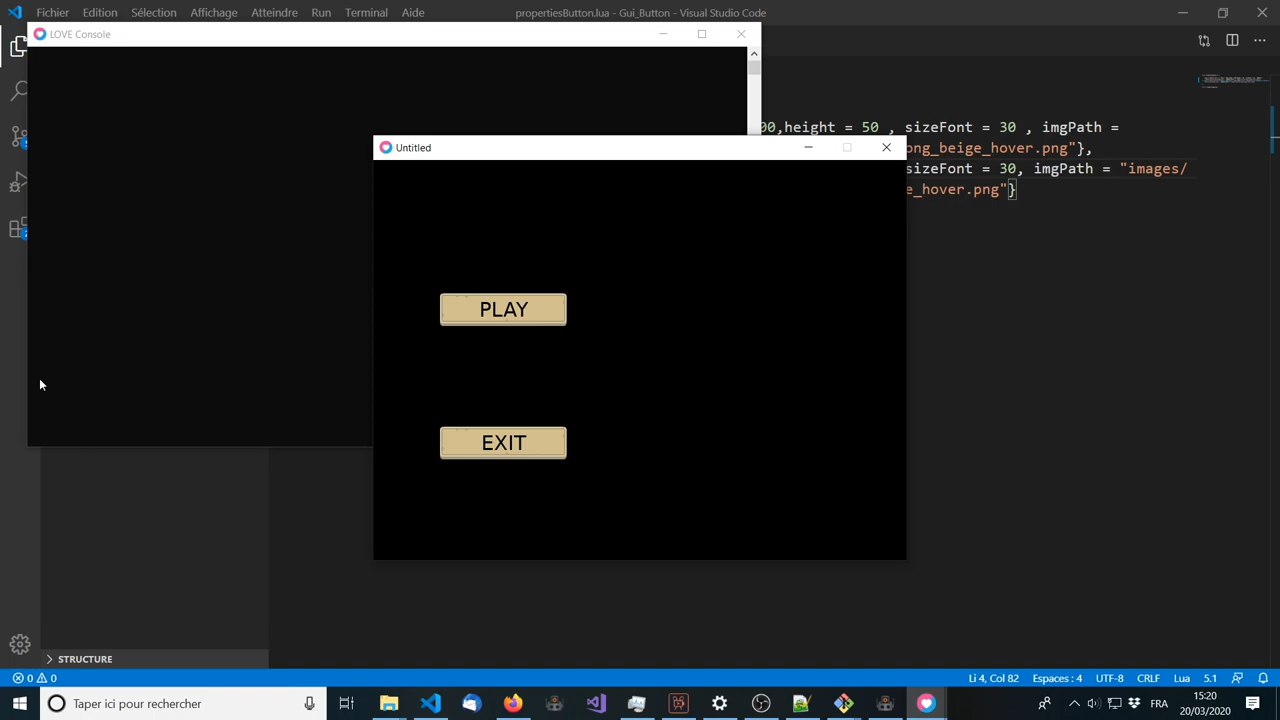 Fichier Edition Sélection Affichage Atteindre Run Terminal Aide propertiesButton.lua - Gui_Button - Visual Studio Code
LOVE Console
00,height = 50 , sizeFont = 30 , imgPath =
Untitled
ong_beige_hover.png"},
sizeFont = 30, imgPath = "images/
e_hover.png"}
PLAY
EXIT
STRUCTURE
0 0 Li 4, Col 82 Espaces : 4 UTF-8 CRLF Lua 5.1
Taper ici pour rechercher FRA 15:20
20/03/2020